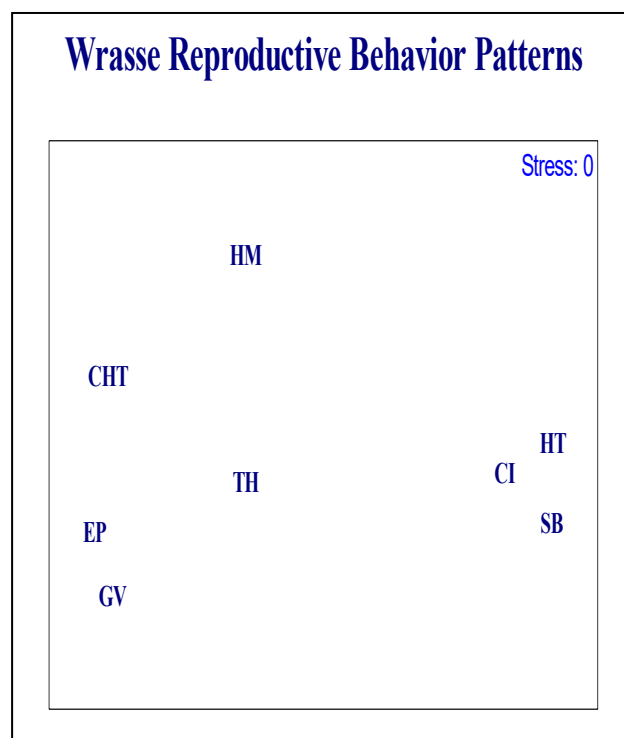 Wrasse Reproductive Behavior Patterns
Stress: 0
HM
CHT
HT
CI
TH
SB
EP
GV